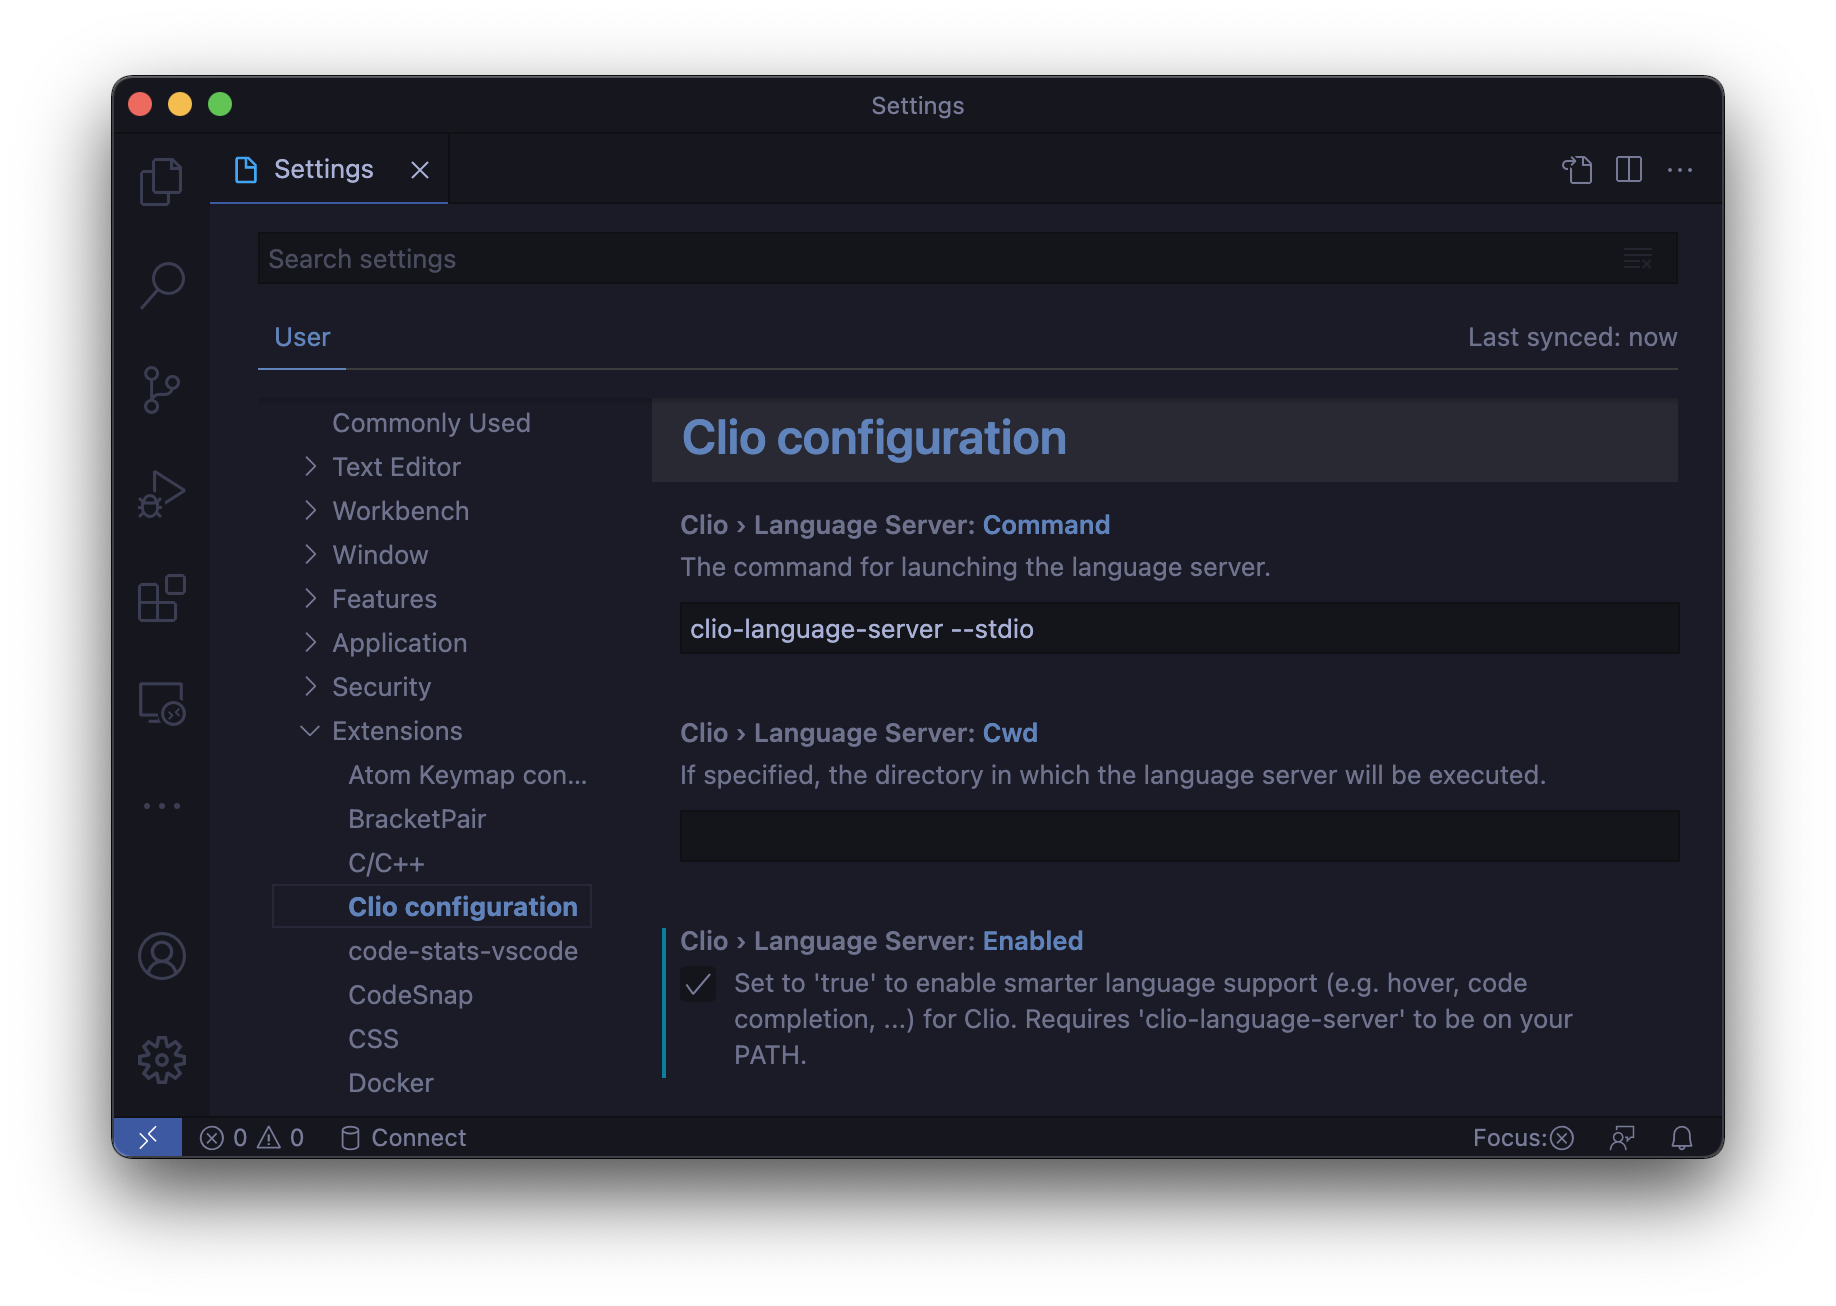 Settings
Settings
Search settings
User
Last synced: now
Commonly Used
Text Editor
Workbench
Window
Features
Application
Security
Extensions
Atom Keymap con...
BracketPair
C/C++
Clio configuration
code-stats-vscode
CodeSnap
CSS
Docker
Clio configuration
Clio › Language Server: Command
The command for launching the language server.
clio-language-server --stdio
Clio › Language Server: Cwd
If specified, the directory in which the language server will be executed.
Clio › Language Server: Enabled
Set to 'true' to enable smarter language support (e.g. hover, code
completion, ...) for Clio. Requires 'clio-language-server' to be on your
PATH.
0 0 Connect
Focus: